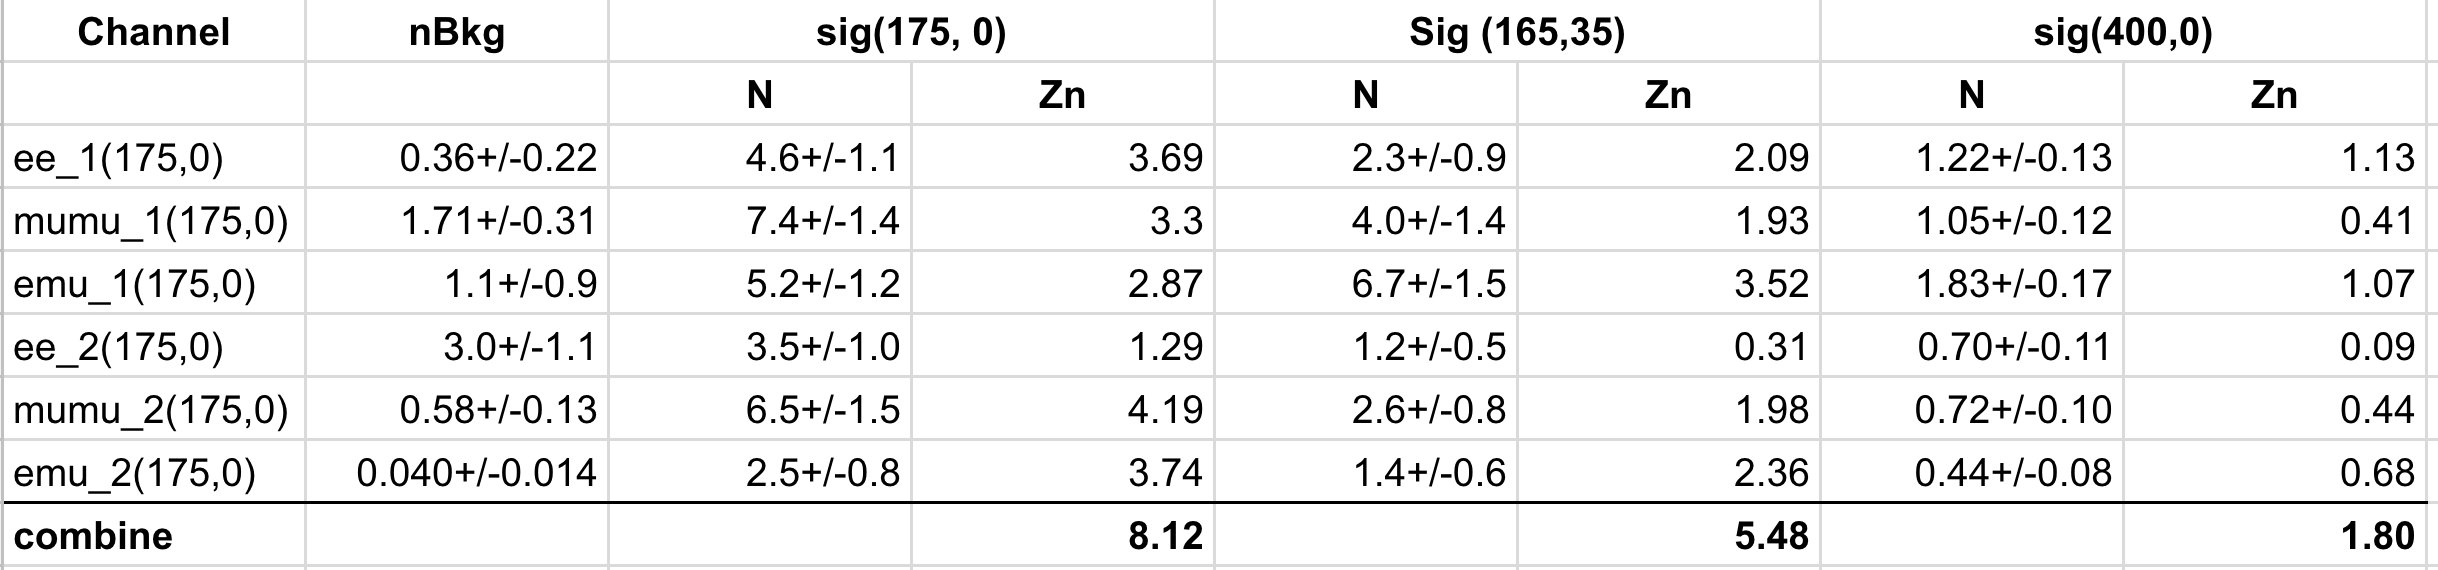 Channel nBkg sig(175, 0) Sig (165,35) sig(400,0)
N Zn N Zn N Zn
ee_1(175,0) 0.36+/-0.22 4.6+/-1.1 3.69 2.3+/-0.9 2.09 1.22+/-0.13 1.13
mumu_1(175,0) 1.71+/-0.31 7.4+/-1.4 3.3 4.0+/-1.4 1.93 1.05+/-0.12 0.41
emu_1(175,0) 1.1+/-0.9 5.2+/-1.2 2.87 6.7+/-1.5 3.52 1.83+/-0.17 1.07
ee_2(175,0) 3.0+/-1.1 3.5+/-1.0 1.29 1.2+/-0.5 0.31 0.70+/-0.11 0.09
mumu_2(175,0) 0.58+/-0.13 6.5+/-1.5 4.19 2.6+/-0.8 1.98 0.72+/-0.10 0.44
emu_2(175,0) 0.040+/-0.014 2.5+/-0.8 3.74 1.4+/-0.6 2.36 0.44+/-0.08 0.68
combine 8.12 5.48 1.80